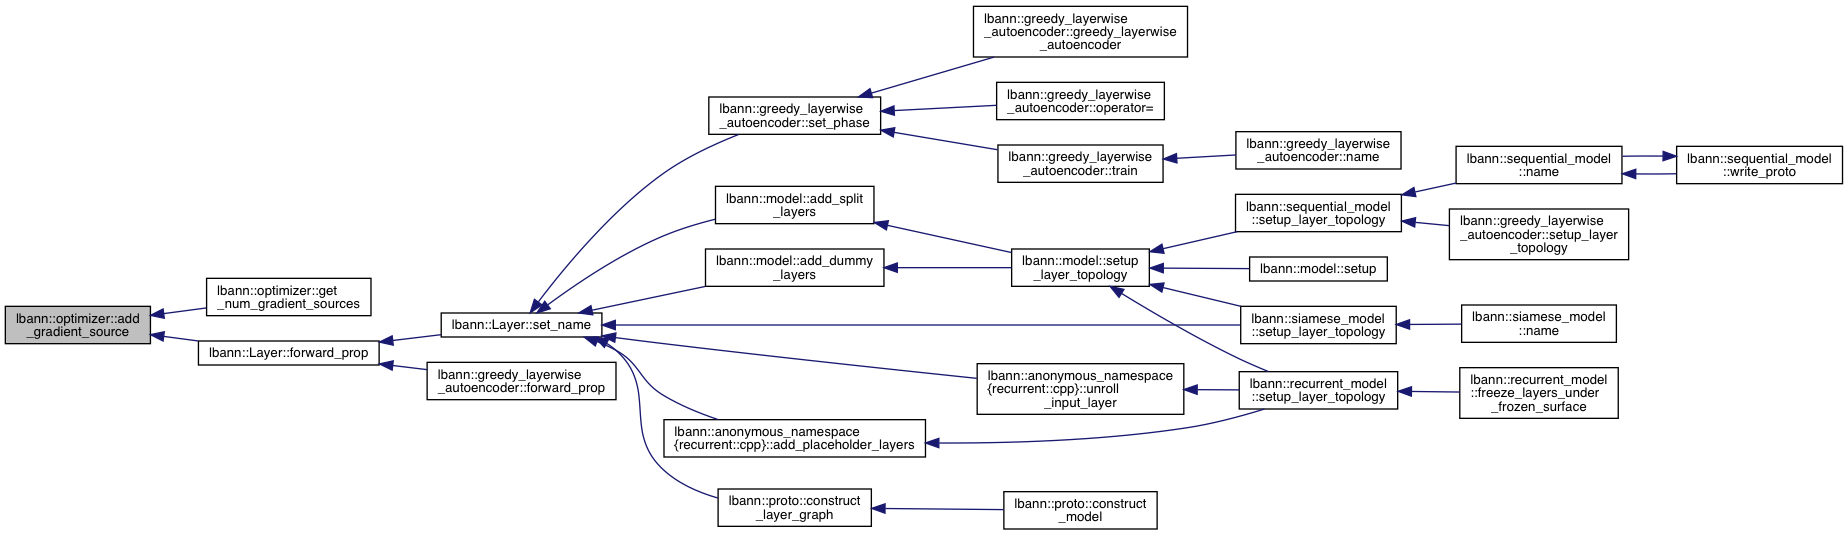 lbann::optimizer::add
_gradient_source
lbann::optimizer::get
_num_gradient_sources
lbann::Layer::forward_prop
lbann::Layer::set_name
lbann::greedy_layerwise
_autoencoder::forward_prop
lbann::greedy_layerwise
_autoencoder::set_phase
lbann::model::add_split
_layers
lbann::model::add_dummy
_layers
lbann::anonymous_namespace
{recurrent::cpp}::add_placeholder_layers
lbann::proto::construct
_layer_graph
lbann::greedy_layerwise
_autoencoder::greedy_layerwise
_autoencoder
lbann::greedy_layerwise
_autoencoder::operator=
lbann::greedy_layerwise
_autoencoder::train
lbann::model::setup
_layer_topology
lbann::anonymous_namespace
{recurrent::cpp}::unroll
_input_layer
lbann::proto::construct
_model
lbann::greedy_layerwise
_autoencoder::name
lbann::sequential_model
::setup_layer_topology
lbann::model::setup
lbann::siamese_model
::setup_layer_topology
lbann::recurrent_model
::setup_layer_topology
lbann::sequential_model
::name
lbann::greedy_layerwise
_autoencoder::setup_layer
_topology
lbann::siamese_model
::name
lbann::recurrent_model
::freeze_layers_under
_frozen_surface
lbann::sequential_model
::write_proto